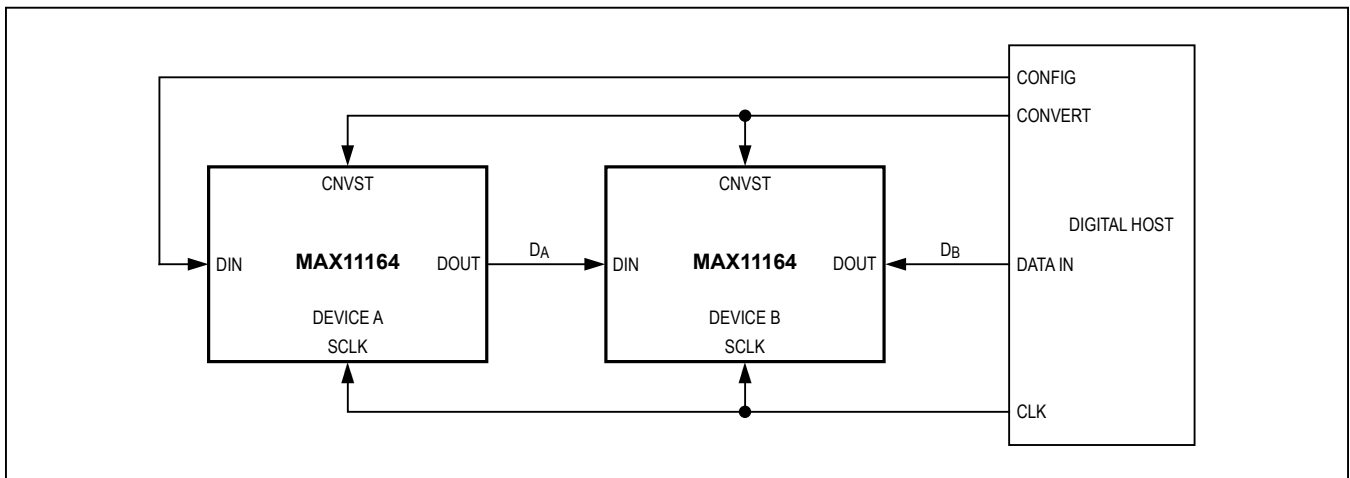 CONFIG
CONVERT
CNVST
CNVST
DIGITAL HOST
DIN
MAX11164
DOUT
DA
DIN
MAX11164
DOUT
DB
DATA IN
DEVICE A
DEVICE B
SCLK
SCLK
CLK